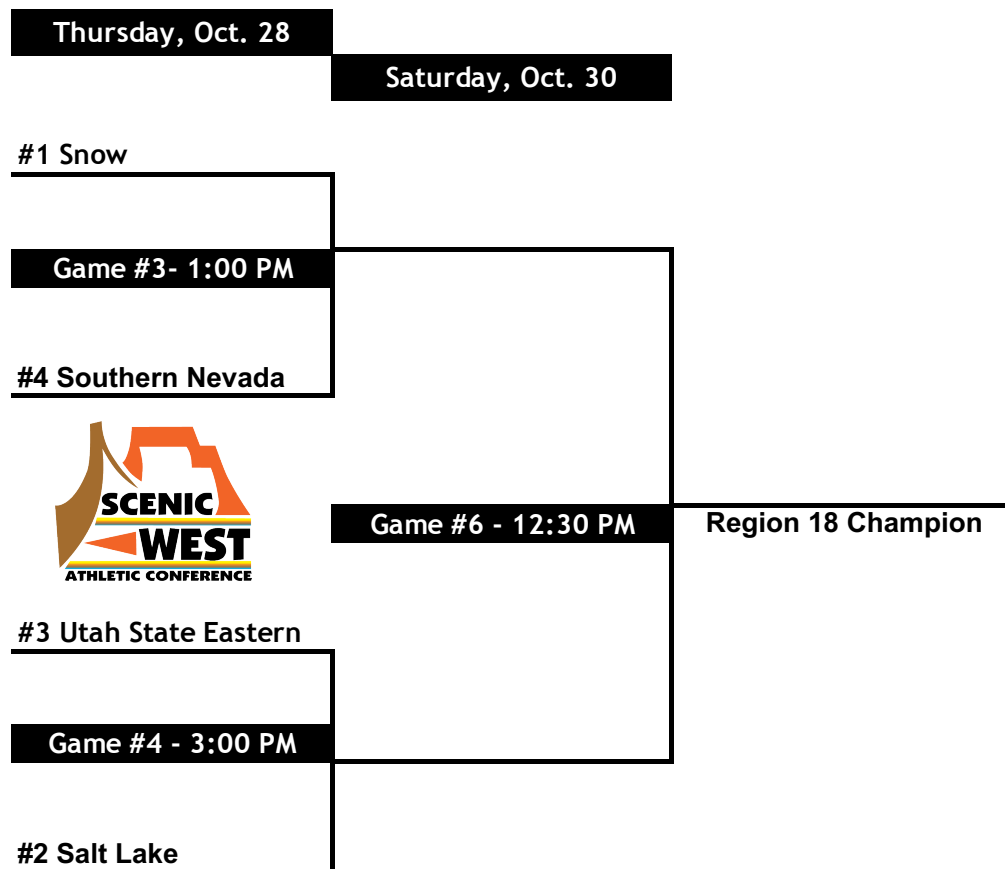 Thursday, Oct. 28
Saturday, Oct. 30
#1 Snow
Game #3- 1:00 PM
#4 Southern Nevada
SCENIC
WEST
ATHLETIC CONFERENCE
Game #6 - 12:30 PM
Region 18 Champion
#3 Utah State Eastern
Game #4 - 3:00 PM
#2 Salt Lake